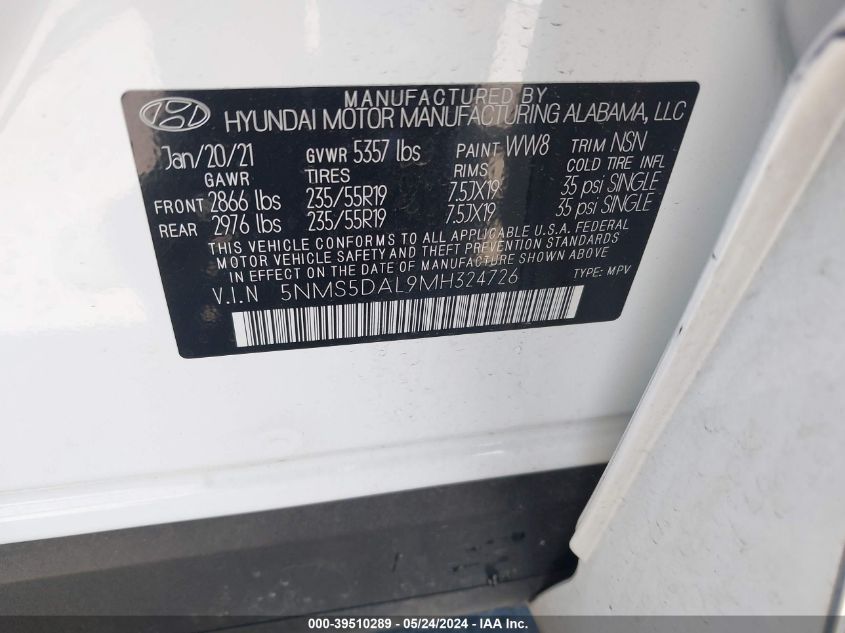 MANUFACTURED BY
HYUNDAI MOTOR MANUFACTURING ALABAMA, LLC
Jan/20/21 GVWR 5357 lbs PAINT WW8 TRIM NSN
GAWR TIRES RIMS COLD TIRE INFL
FRONT 2866 lbs 235/55R19 7.5JX19 35 psi SINGLE
REAR 2976 lbs 235/55R19 7.5JX19 35 psi SINGLE
THIS VEHICLE CONFORMS TO ALL APPLICABLE U.S.A. FEDERAL
MOTOR VEHICLE SAFETY AND THEFT PREVENTION STANDARDS
IN EFFECT ON THE DATE OF MANUFACTURE SHOWN ABOVE
V.I.N 5NMS5DAL9MH324726 TYPE: MPV
000-39510289 - 05/24/2024 - IAA Inc.